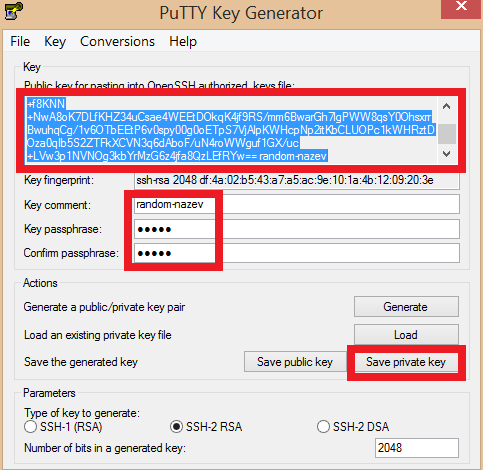 PuTTY Key Generator
File Key Conversions Help
Key
Public key for pasting into OpenSSH authorized_keys file:
+f8KNN
+NwA8oK7DLfKHZ34uCsae4WEEtDOkqK4jf9RS/mm6BwarGh7lgPWW8qsY0Ohsxrr
BwuhqCg/1v6OTbEEtP6v0spy00g0oETpS7VjAlpKWHcpNp2itKbCLUOPc1kWHRztD
Oza0qlb5S2ZTFkXCVN3q6dAboF/uN4roWWguf1GX/uc
+LVw3p1NVNOg3kbYrMzG6z4jfa8QzLEfRYw== random-nazev
Key fingerprint: ssh-rsa 2048 df:4a:02:b5:43:a7:a5:ac:9e:10:1a:4b:12:09:20:3e
Key comment: random-nazev
Key passphrase: •••••
Confirm passphrase: •••••
Actions
Generate a public/private key pair Generate
Load an existing private key file Load
Save the generated key Save public key Save private key
Parameters
Type of key to generate:
SSH-1 (RSA) SSH-2 RSA SSH-2 DSA
Number of bits in a generated key: 2048